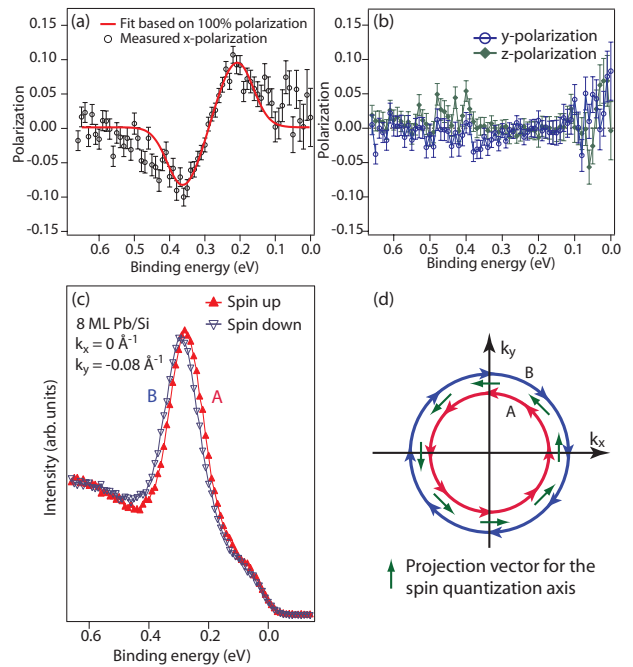 (a)
Fit based on 100% polarization
Measured x-polarization
0.15
0.10
0.05
0.00
-0.05
-0.10
-0.15
Polarization
0.6 0.5 0.4 0.3 0.2 0.1 0.0
Binding energy (eV)
(b)
y-polarization
z-polarization
0.15
0.10
0.05
0.00
-0.05
-0.10
-0.15
Polarization
0.6 0.5 0.4 0.3 0.2 0.1 0.0
Binding energy (eV)
(c)
Spin up
Spin down
8 ML Pb/Si
kx = 0 Å-1
ky = -0.08 Å-1
B A
Intensity (arb. units)
0.6 0.4 0.2 0.0
Binding energy (eV)
(d)
ky
B
A
kx
Projection vector for the
spin quantization axis